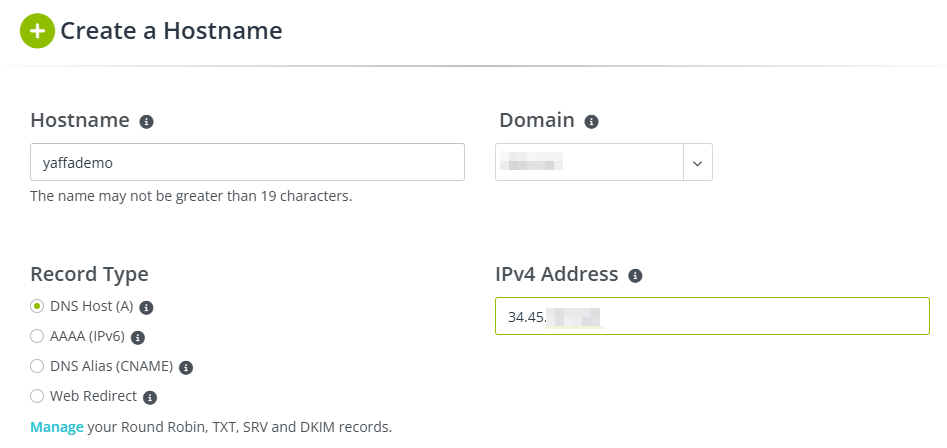 Create a Hostname
Hostname
Domain
yaffademo
The name may not be greater than 19 characters.
Record Type
IPv4 Address
DNS Host (A)
34.45.
AAAA (IPv6)
DNS Alias (CNAME)
Web Redirect
Manage your Round Robin, TXT, SRV and DKIM records.